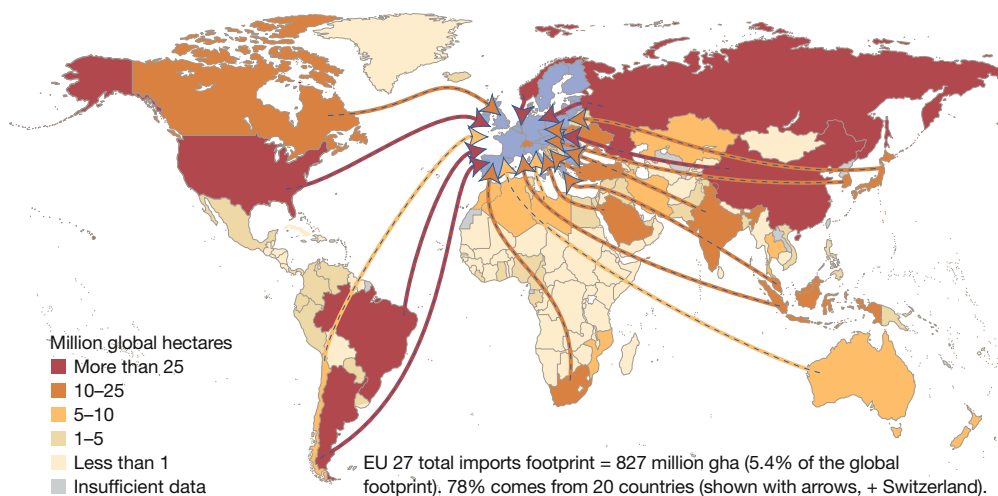 Million global hectares
More than 25
10–25
5–10
1–5
Less than 1
Insufficient data
EU 27 total imports footprint = 827 million gha (5.4% of the global
footprint). 78% comes from 20 countries (shown with arrows, + Switzerland).